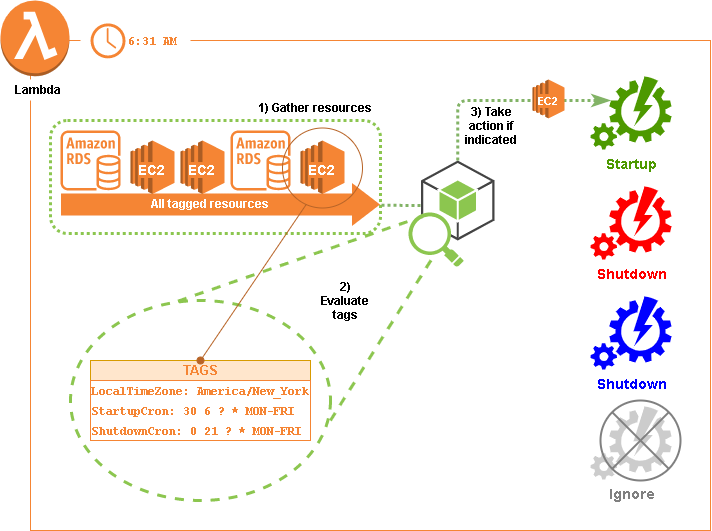 6:31 AM
Lambda
1) Gather resources
Amazon
RDS
EC2
EC2
Amazon
RDS
EC2
All tagged resources
3) Take
action if
indicated
EC2
Startup
Shutdown
2)
Evaluate
tags
Shutdown
TAGS
LocalTimeZone: America/New_York
StartupCron: 30 6 ? * MON-FRI
ShutdownCron: 0 21 ? * MON-FRI
Ignore